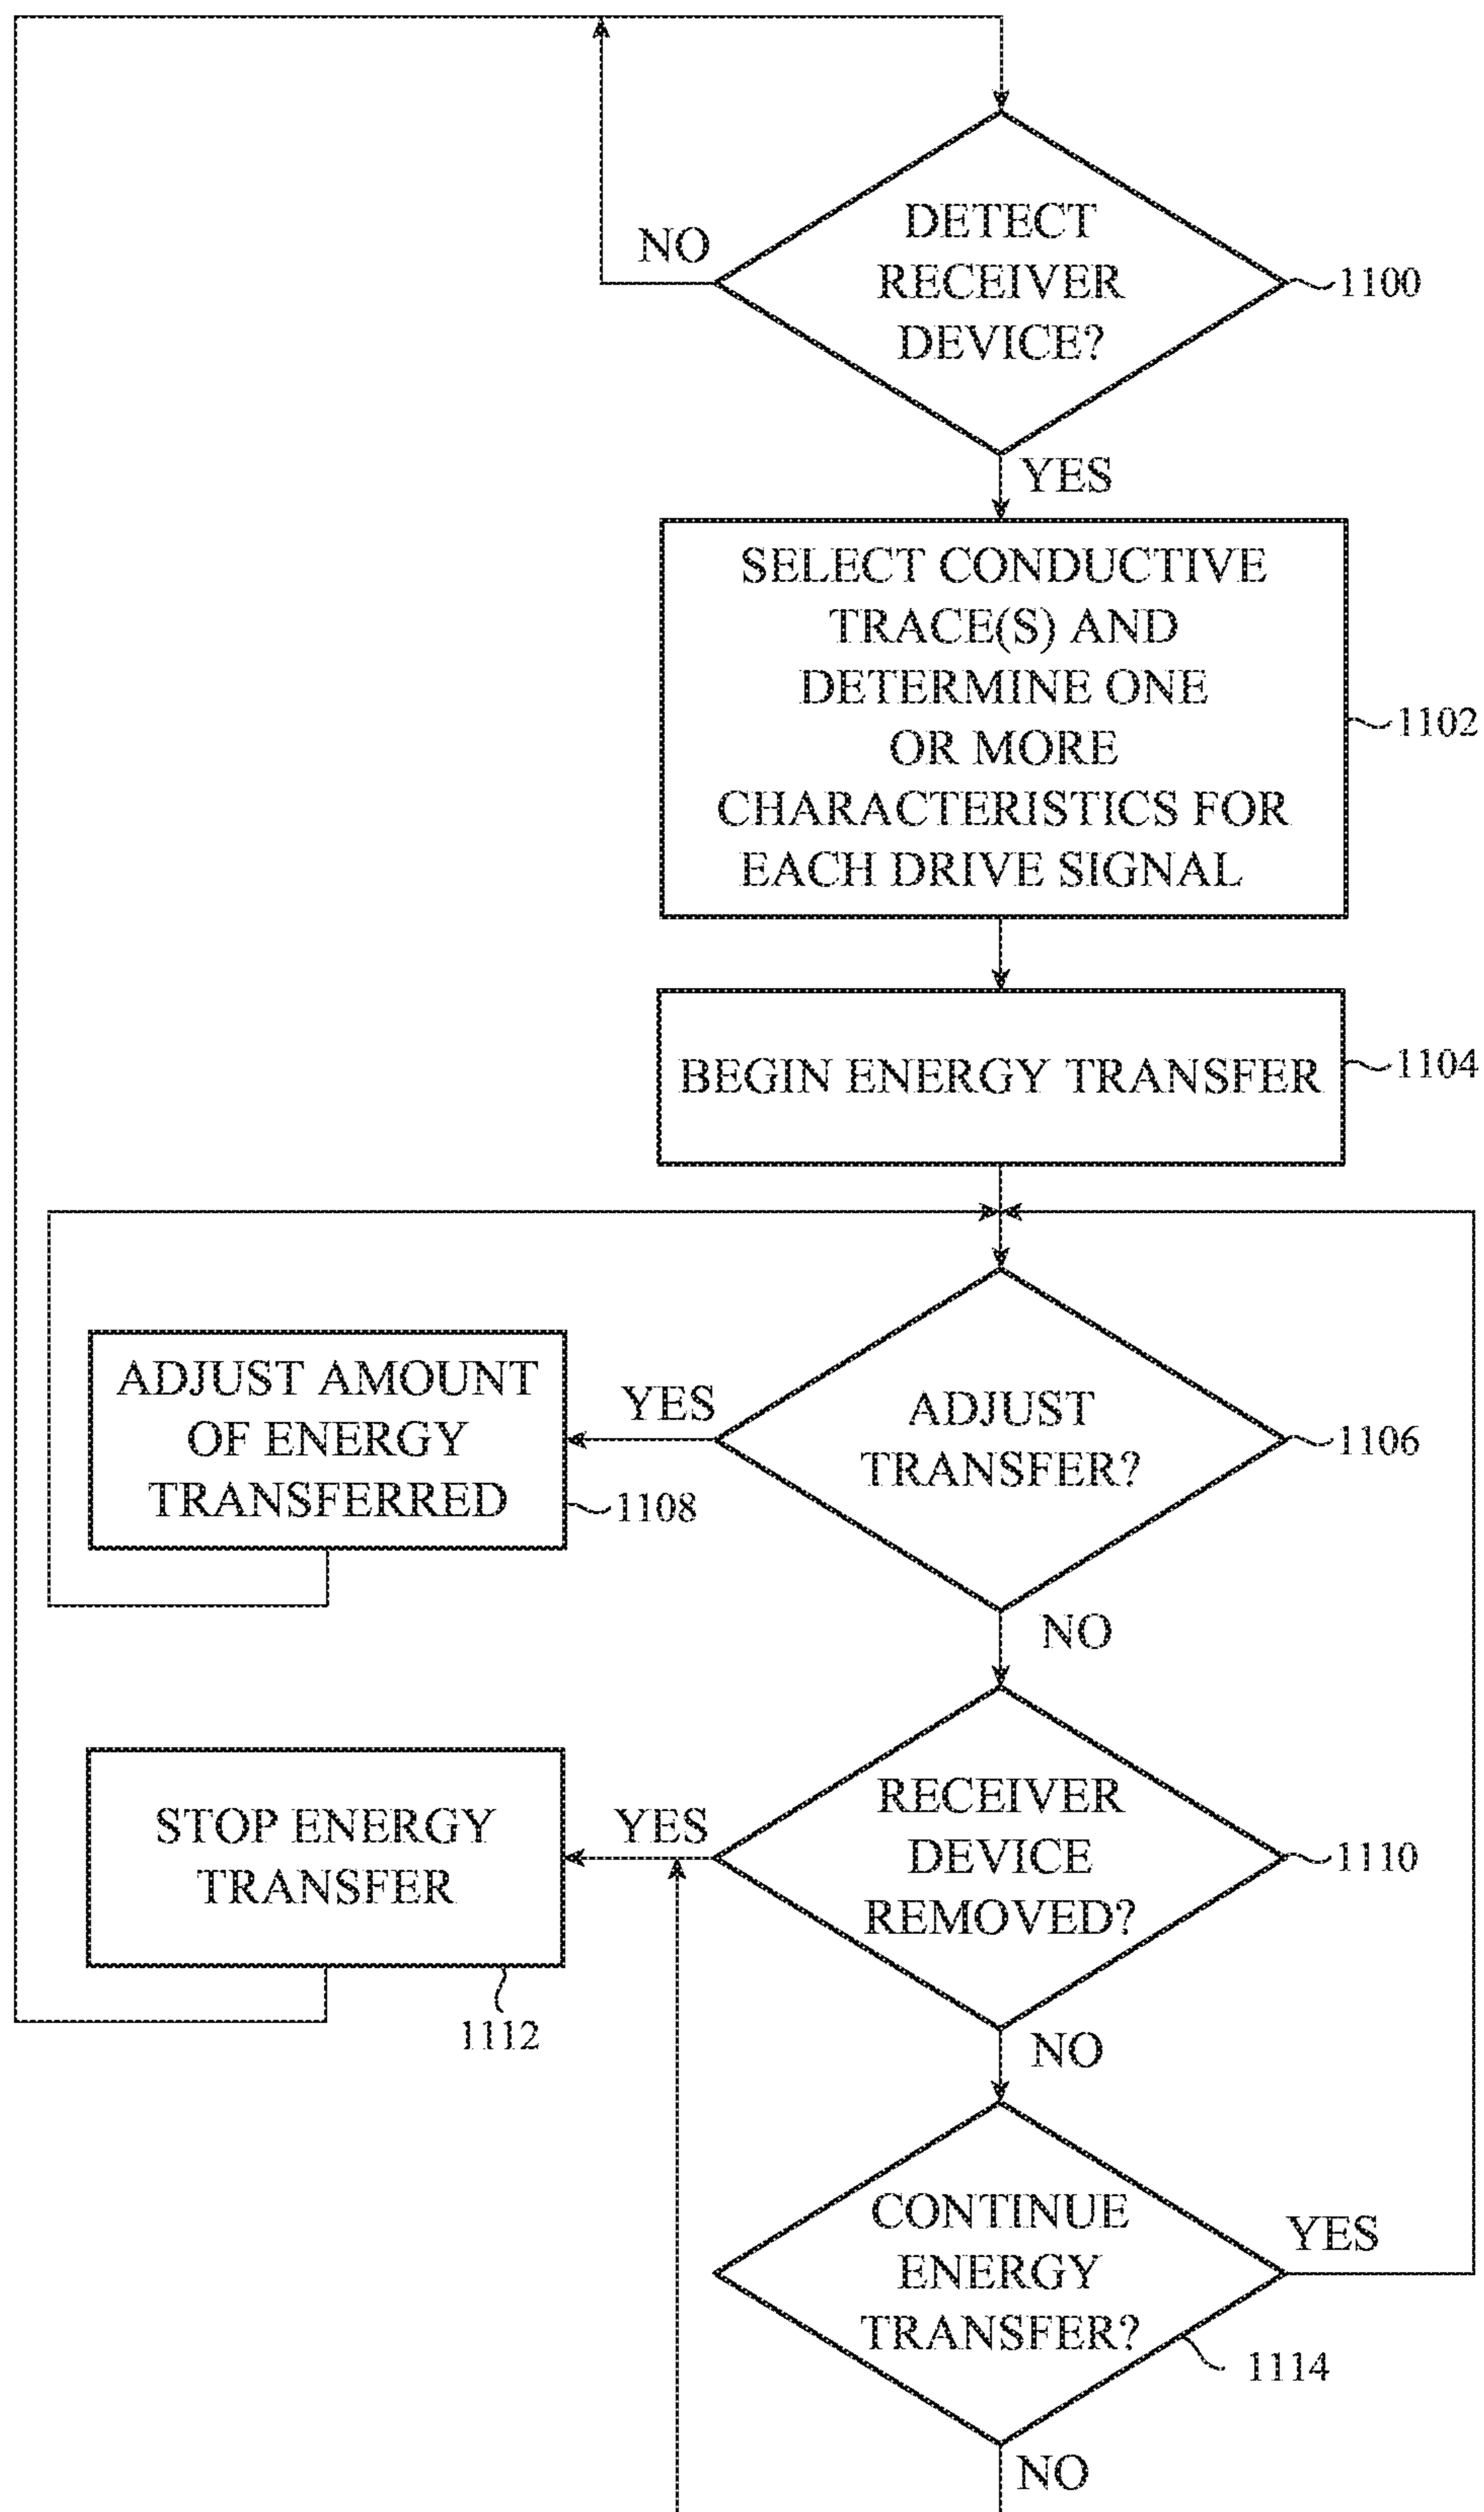 DETECT
RECEIVER
DEVICE?
NO
1100
YES
SELECT CONDUCTIVE
TRACE(S) AND
DETERMINE ONE
OR MORE
CHARACTERISTICS FOR
EACH DRIVE SIGNAL
1102
BEGIN ENERGY TRANSFER
1104
ADJUST
TRANSFER?
1106
YES
ADJUST AMOUNT
OF ENERGY
TRANSFERRED
1108
NO
RECEIVER
DEVICE
REMOVED?
1110
YES
STOP ENERGY
TRANSFER
1112
NO
CONTINUE
ENERGY
TRANSFER?
YES
1114
NO